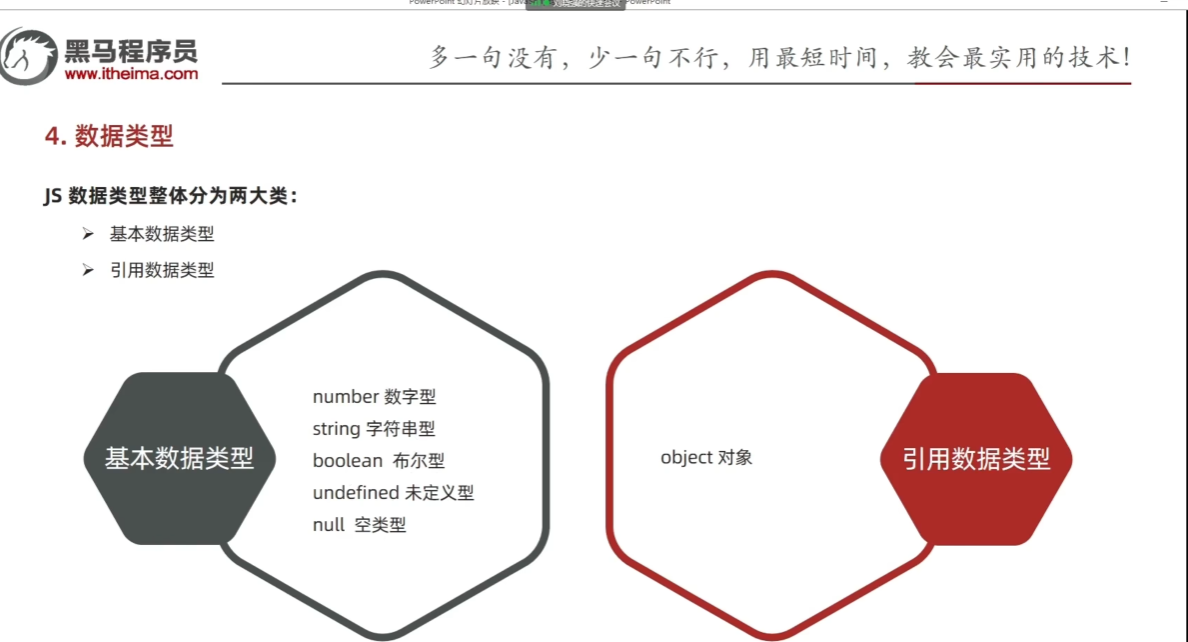 黑马程序员
www.itheima.com
多一句没有，少一句不行，用最短时间，教会最实用的技术！
4. 数据类型
JS 数据类型整体分为两大类：
➢ 基本数据类型
➢ 引用数据类型
基本数据类型
number 数字型
string 字符串型
boolean 布尔型
undefined 未定义型
null 空类型
object 对象
引用数据类型